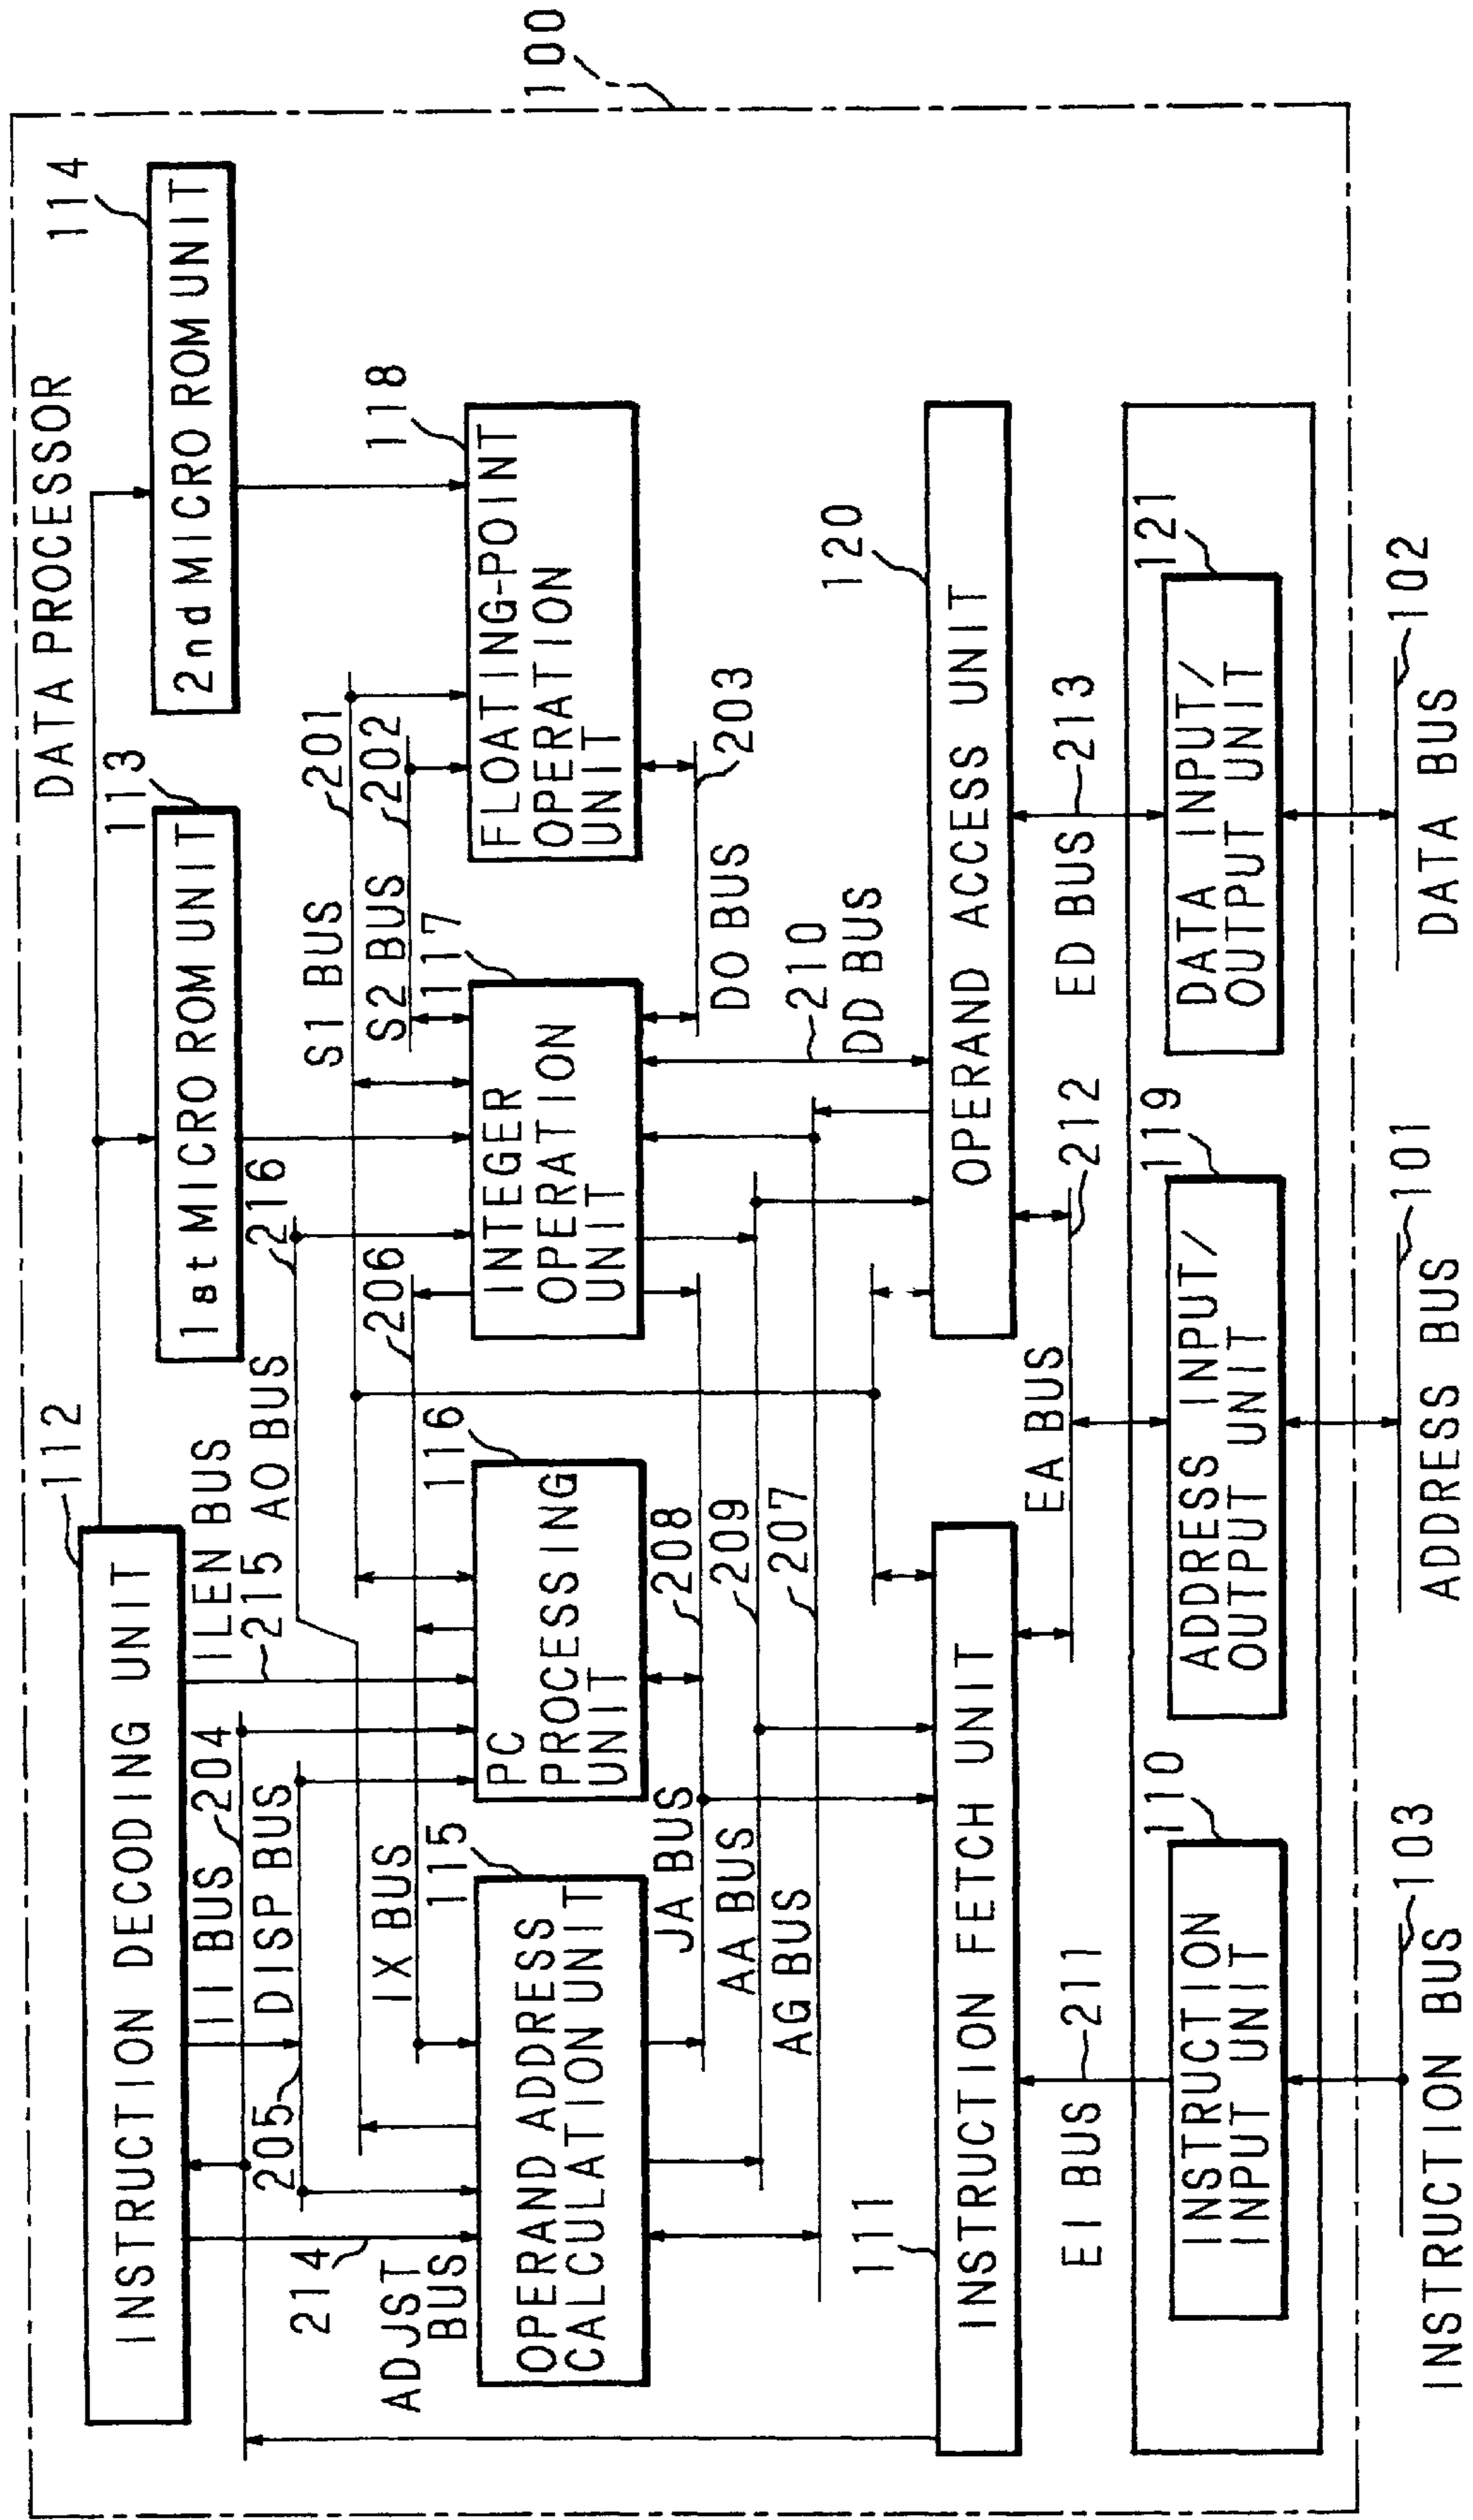 100
DATA PROCESSOR
112
113
114
INSTRUCTION DECODING UNIT
1st MICRO ROM UNIT
2nd MICRO ROM UNIT
II BUS
204
ILEN BUS
215
AO BUS
216
205
DISP BUS
S1 BUS
201
214
ADJST
BUS
IX BUS
206
S2 BUS
202
115
116
117
118
OPERAND ADDRESS
CALCULATION UNIT
PC
PROCESSING
UNIT
INTEGER
OPERATION
UNIT
FLOATING-POINT
OPERATION
UNIT
JA BUS
208
DO BUS
203
AA BUS
209
AG BUS
207
210
DD BUS
111
120
INSTRUCTION FETCH UNIT
OPERAND ACCESS UNIT
EI BUS
211
EA BUS
212
ED BUS
213
110
119
121
INSTRUCTION
INPUT UNIT
ADDRESS INPUT/
OUTPUT UNIT
DATA INPUT/
OUTPUT UNIT
103
101
102
INSTRUCTION BUS
ADDRESS BUS
DATA BUS